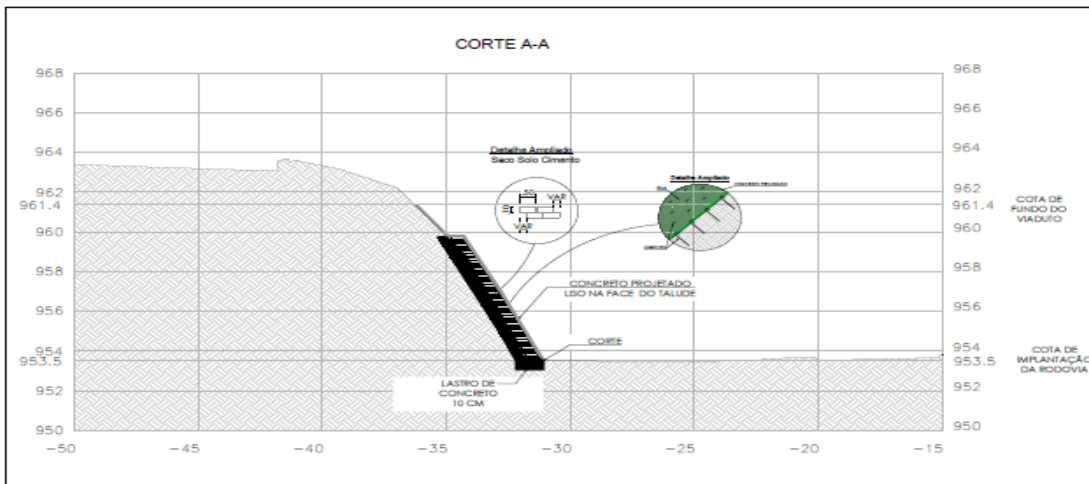 CORTE A-A
968
966
964
962
961.4
960
958
956
954
953.5
952
950
968
966
964
962
961.4
960
958
956
954
953.5
952
950
-50
-45
-40
-35
-30
-25
-20
-15
Detalhe Ampliado
Saco Solo Cimento
50
VAR
VAR
Detalhe Ampliado
CONCRETO PROJETADO
LISO NA FACE DO TALUDE
CORTE
LASTRO DE
CONCRETO
10 CM
COTA DE
FUNDO DO
VIADUTO
COTA DE
IMPLANTAÇÃO
DA RODOVIA